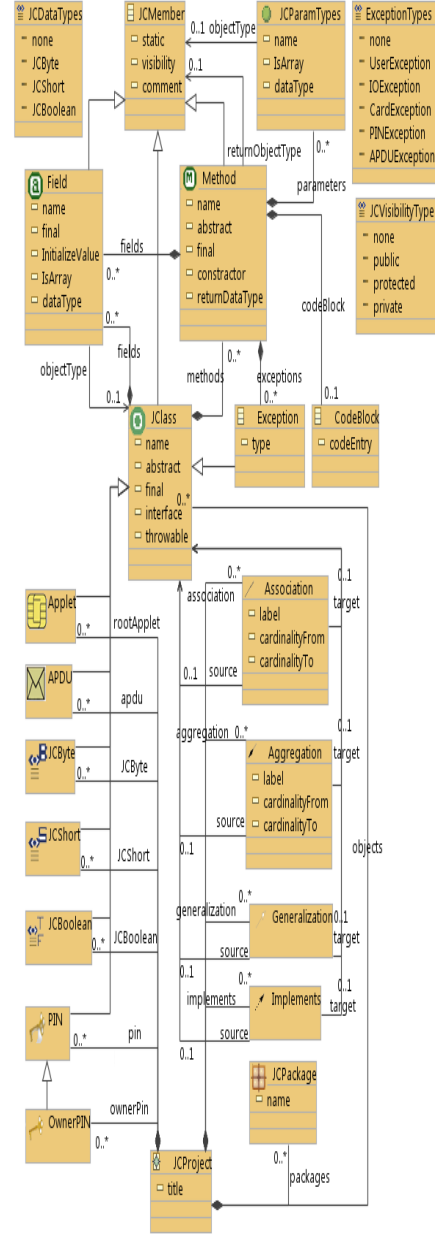 JCDataTypes
none
JCByte
JCShort
JCBoolean
JCMember
static
visibility
comment
0..1 objectType
0..1
JCParamTypes
name
IsArray
dataType
ExceptionTypes
none
UserException
IOException
CardException
PINException
APDUException
returnObjectType
0..*
parameters
Field
name
final
InitializeValue
IsArray
dataType
fields
0..*
Method
name
abstract
final
constractor
returnDataType
JCVisibilityType
none
public
protected
private
codeBlock
0..*
fields
objectType
0..1
methods
0..*
exceptions
0..*
0..1
JClass
name
abstract
final
interface
throwable
0..*
Exception
type
CodeBlock
codeEntry
Applet
0..*
rootApplet
APDU
0..*
apdu
JCByte
0..*
JCByte
JCShort
0..*
JCShort
JCBoolean
0..*
JCBoolean
PIN
0..*
pin
OwnerPIN
0..*
ownerPin
association
0..*
Association
label
cardinalityFrom
cardinalityTo
0..1
target
0..1
source
aggregation
0..*
Aggregation
label
cardinalityFrom
cardinalityTo
0..1
target
source
0..1
objects
generalization
0..*
Generalization
0..1
target
source
0..1
implements
0..*
Implements
0..1
target
source
0..1
JCPackage
name
0..*
packages
JCProject
title